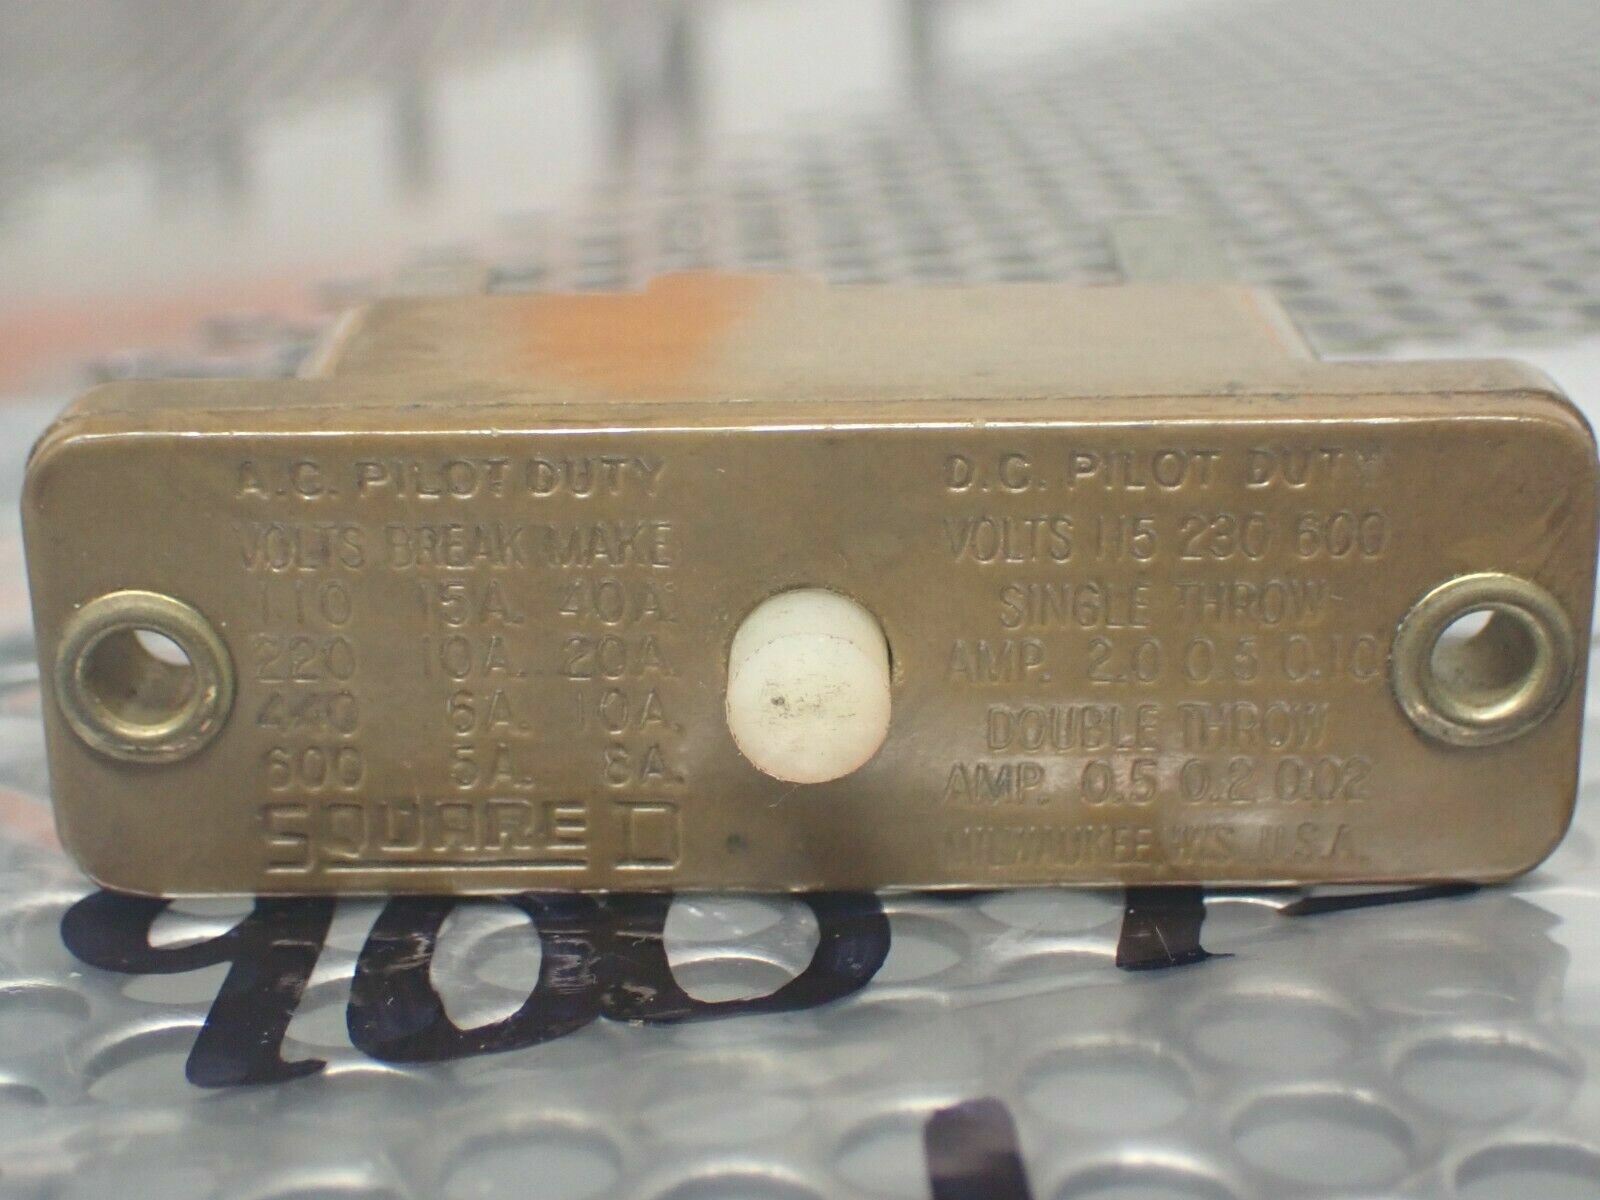 A.C. PILOT DUTY
VOLTS BREAK MAKE
110 15A. 40A.
220 10A. 20A.
440 6A. 10A.
600 5A. 8A.
SQUARE D
D.C. PILOT DUTY
VOLTS 115 230 600
SINGLE THROW
AMP. 2.0 0.5 0.10
DOUBLE THROW
AMP. 0.5 0.2 0.02
MILWAUKEE, WIS. U.S.A.